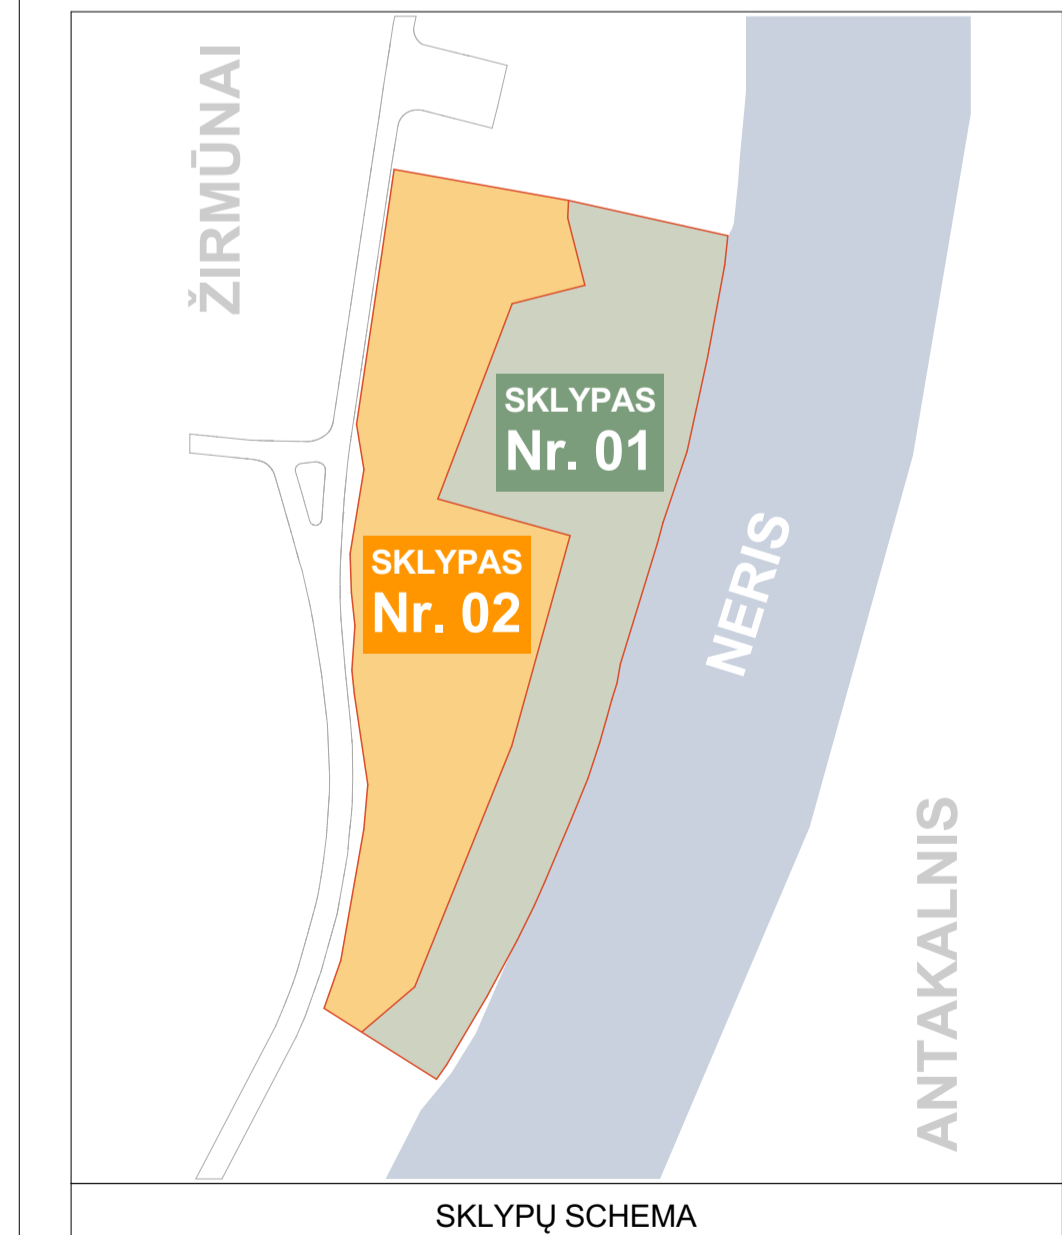 ŽIRMŪNAI
SKLYPAS
Nr. 01
SKLYPAS
Nr. 02
NERIS
ANTAKALNIS
SKLYPŲ SCHEMA